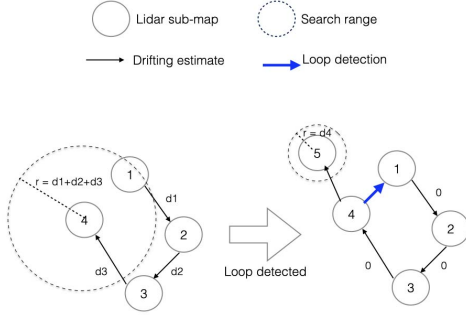 Lidar sub-map
Search range
Drifting estimate
Loop detection
r = d1+d2+d3
1
d1
4
2
d3
d2
3
Loop detected
r = d4
5
1
0
4
2
0
0
3